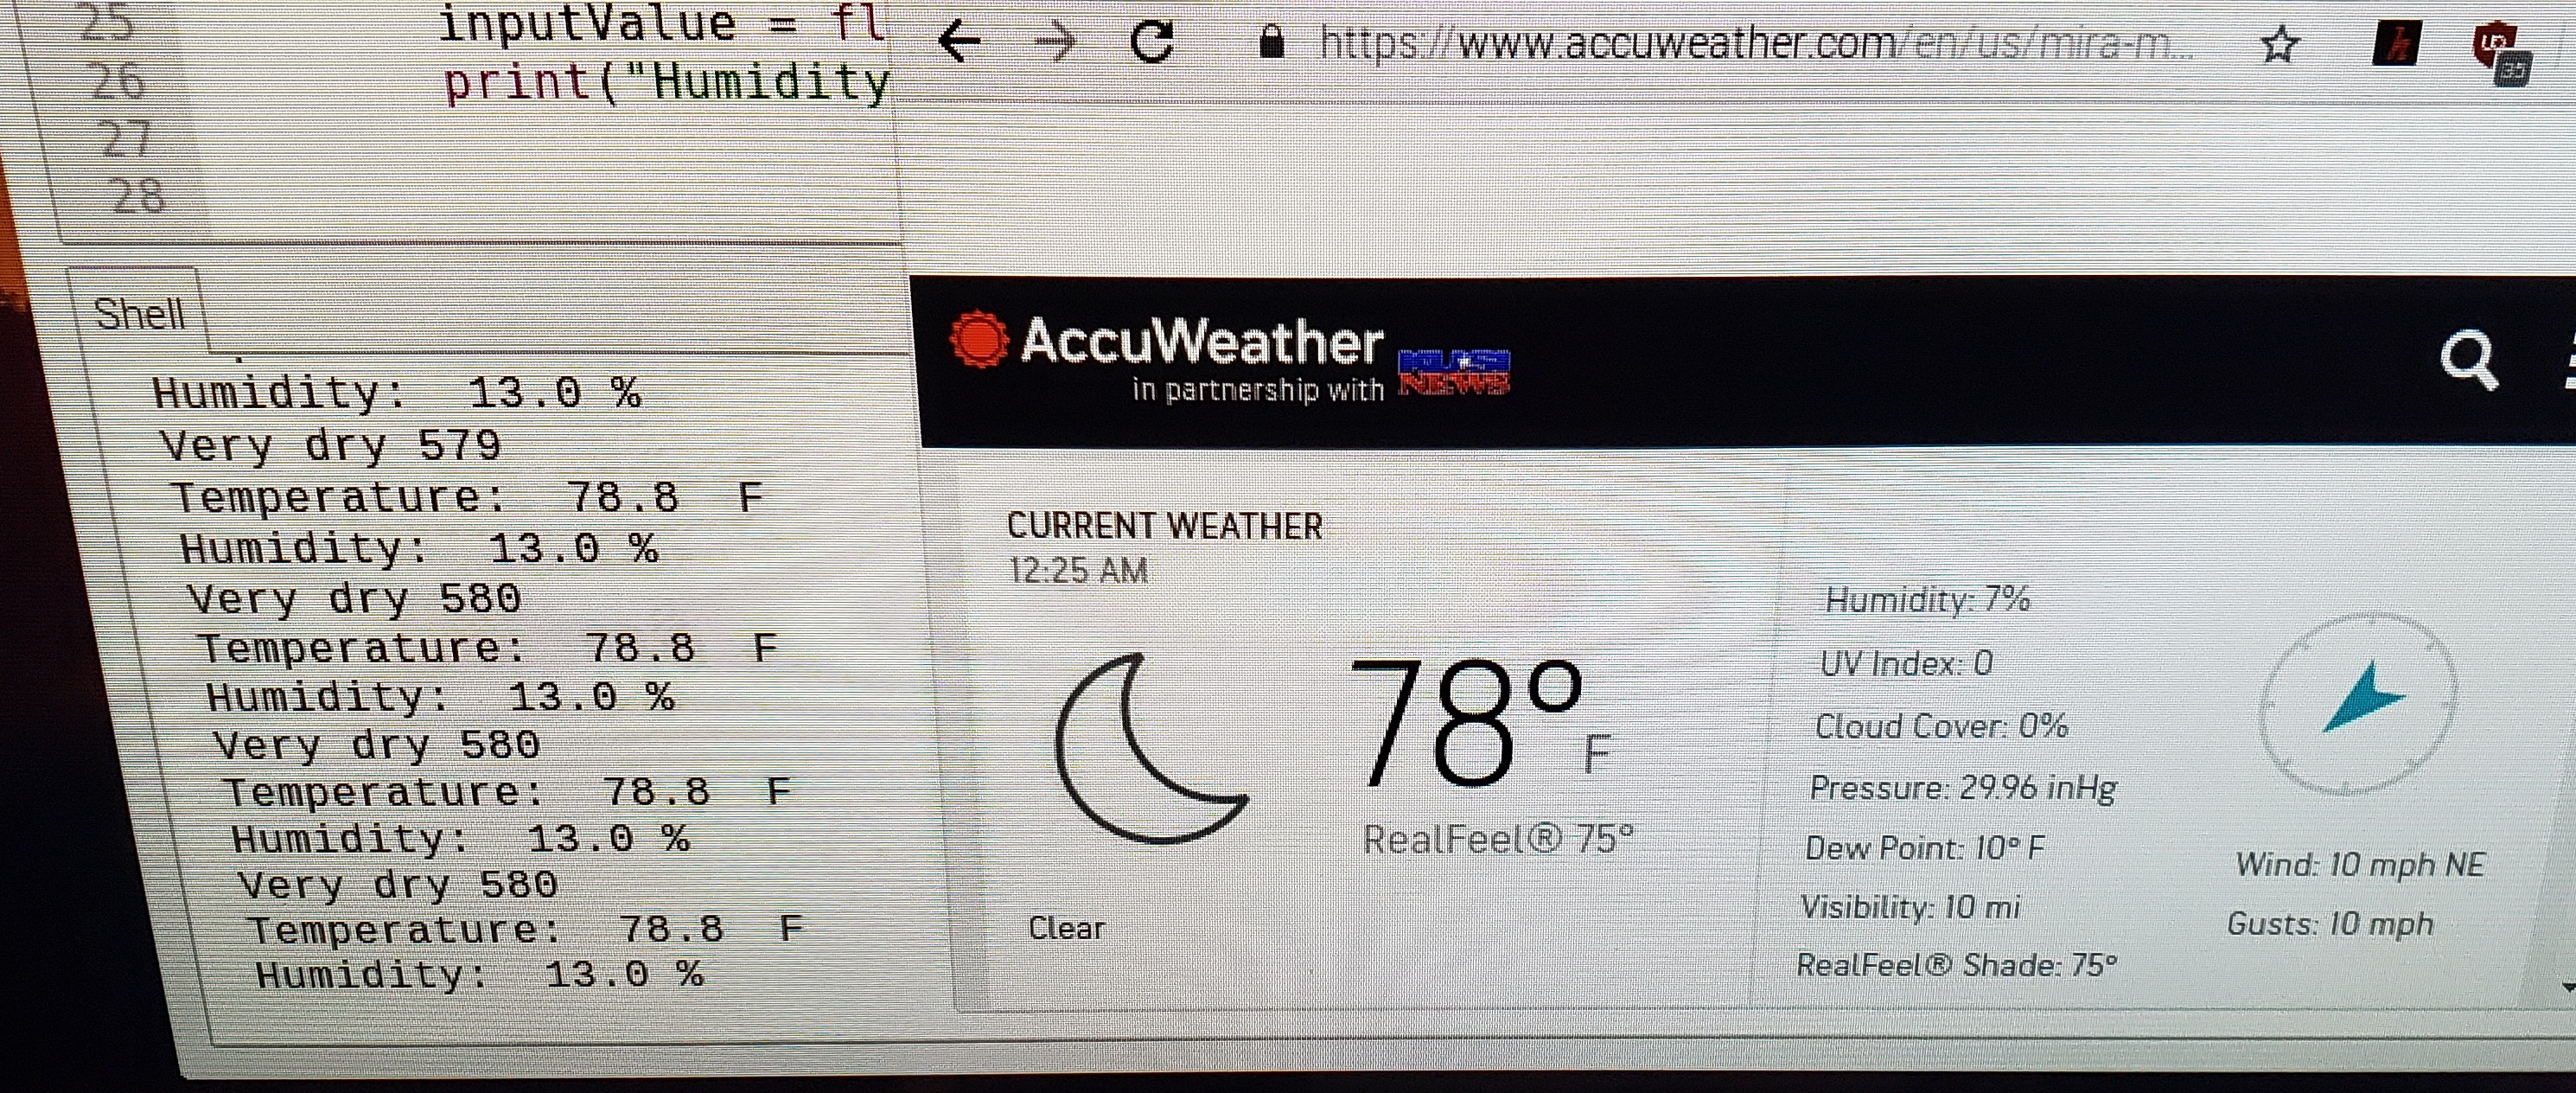 25 inputValue = fl
26 print("Humidity
27
28
https://www.accuweather.com/en/us/mira-m...
Shell
Humidity: 13.0 %
Very dry 579
Temperature: 78.8 F
Humidity: 13.0 %
Very dry 580
Temperature: 78.8 F
Humidity: 13.0 %
Very dry 580
Temperature: 78.8 F
Humidity: 13.0 %
Very dry 580
Temperature: 78.8 F
Humidity: 13.0 %
AccuWeather
in partnership with
NEWS
CURRENT WEATHER
12:25 AM
78° F
RealFeel® 75°
Clear
Humidity: 7%
UV Index: 0
Cloud Cover: 0%
Pressure: 29.96 inHg
Dew Point: 10° F
Visibility: 10 mi
RealFeel® Shade: 75°
Wind: 10 mph NE
Gusts: 10 mph